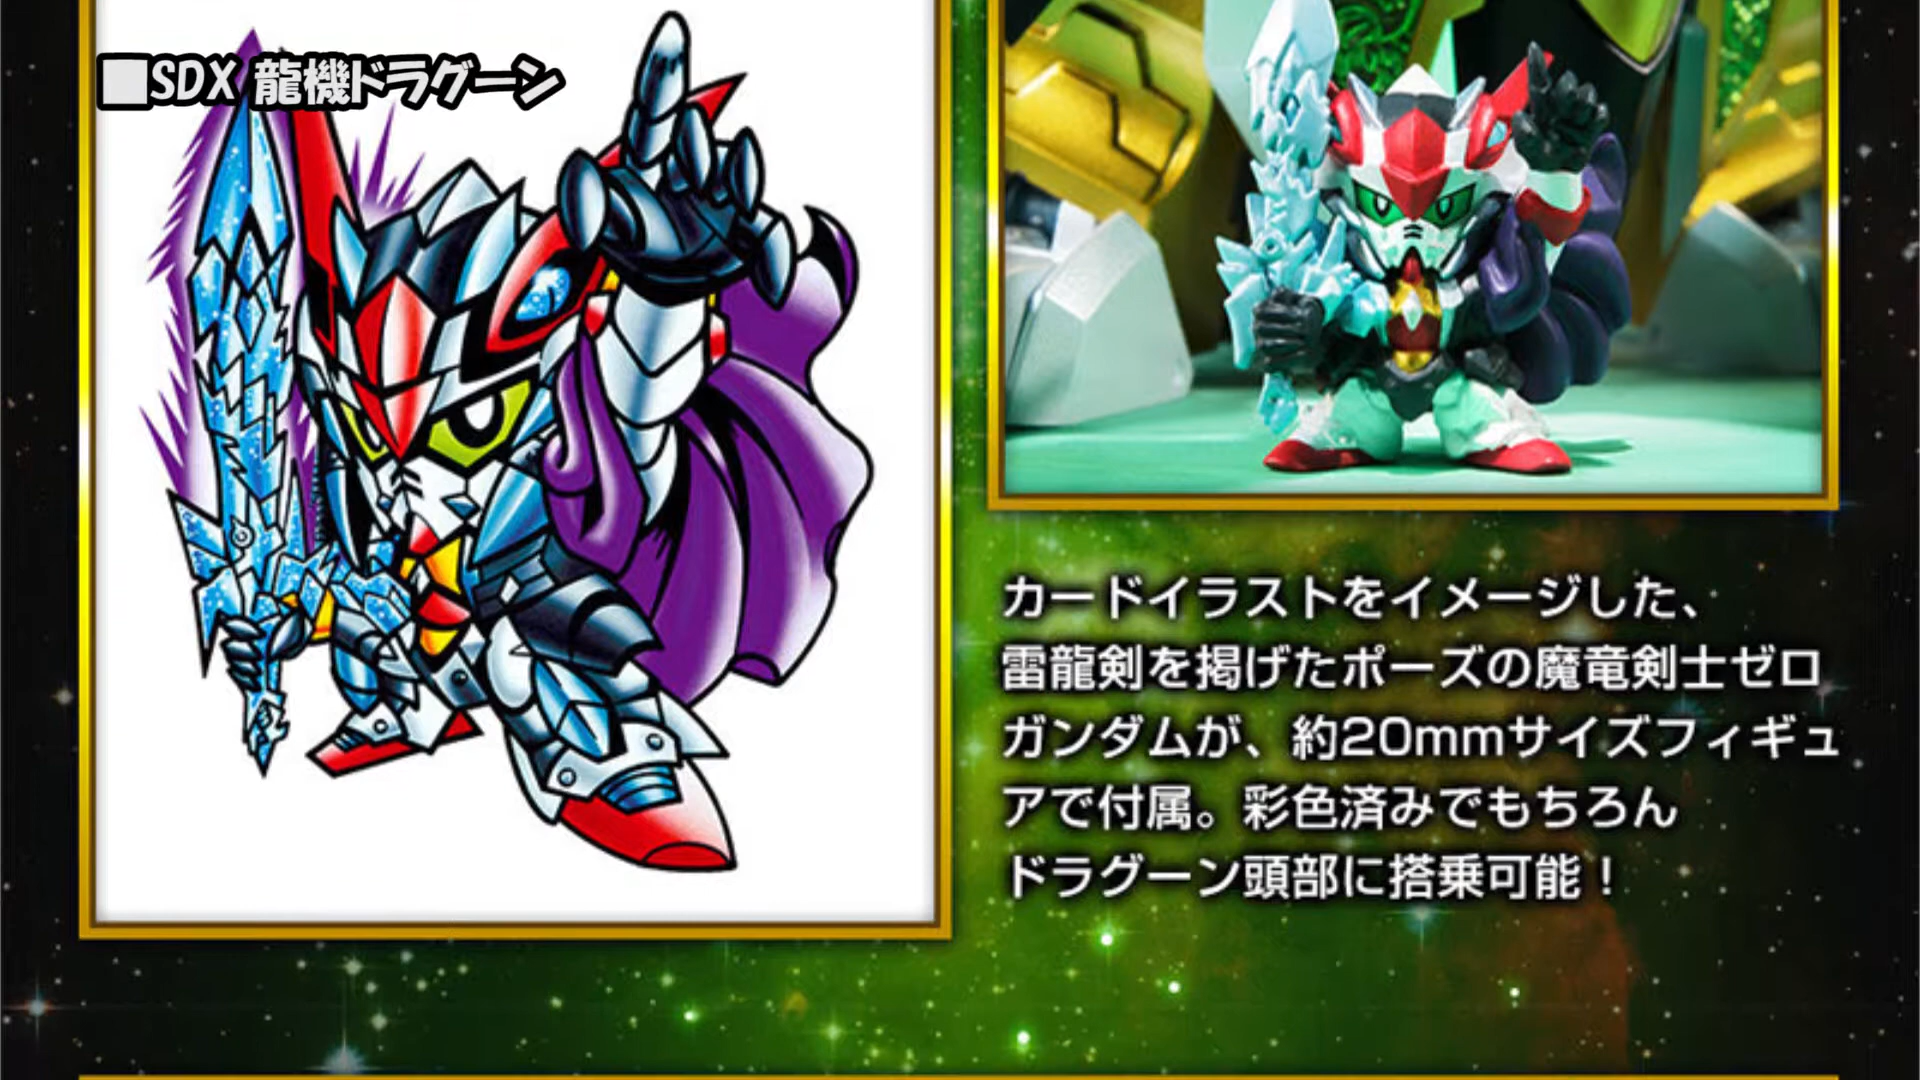 ■SDX 龍機ドラグーン
カードイラストをイメージした、
雷龍剣を掲げたポーズの魔竜剣士ゼロ
ガンダムが、約20mmサイズフィギュ
アで付属。彩色済みでもちろん
ドラグーン頭部に搭乗可能！